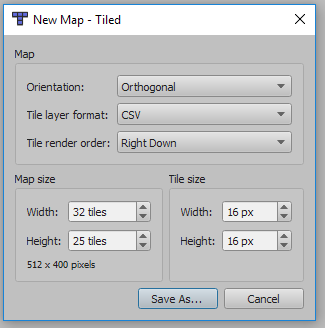 New Map - Tiled
Map
Orientation: Orthogonal
Tile layer format: CSV
Tile render order: Right Down
Map size
Width: 32 tiles
Height: 25 tiles
512 x 400 pixels
Tile size
Width: 16 px
Height: 16 px
Save As... Cancel